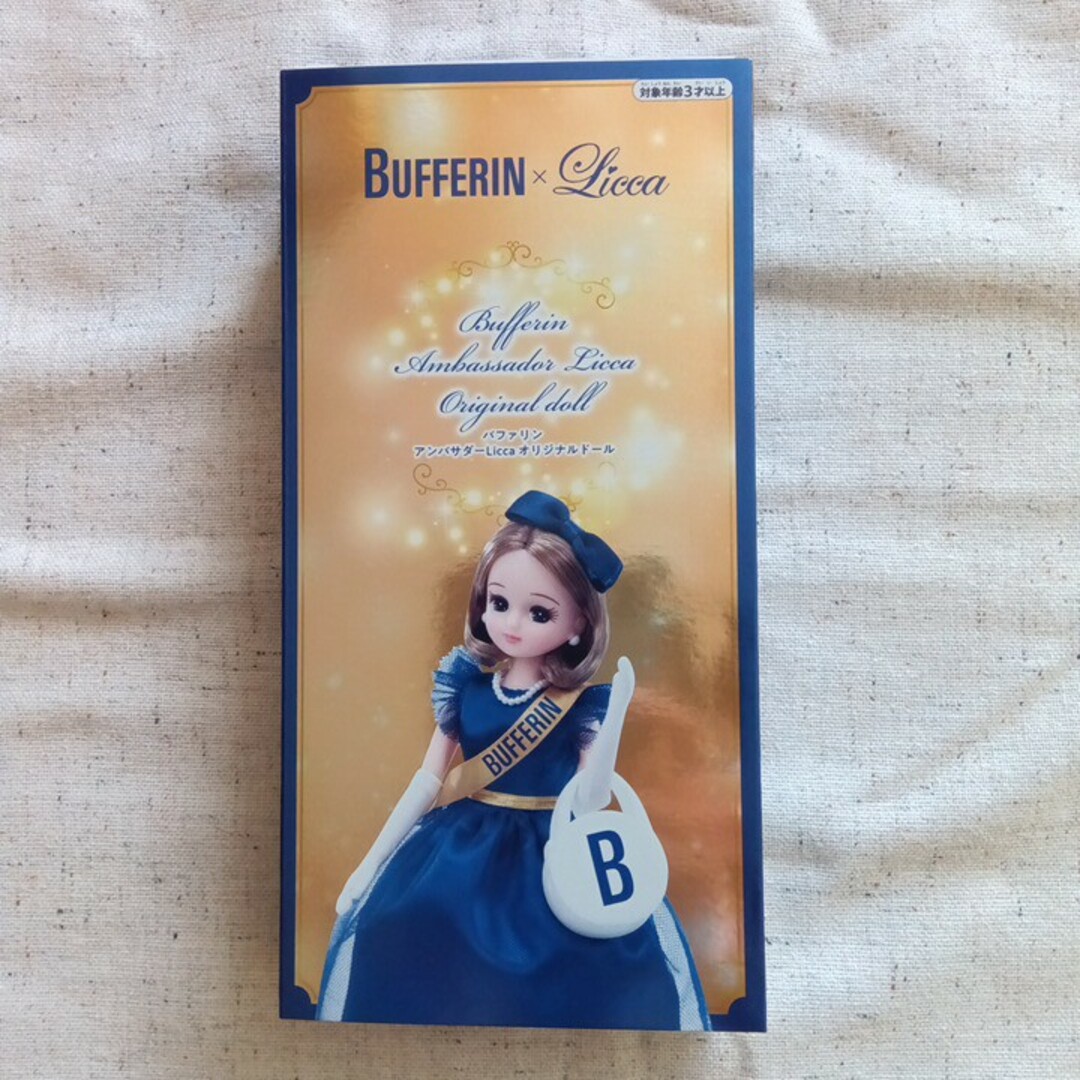 対象年齢3才以上
BUFFERIN × Licca
Bufferin
Ambassador Licca
Original doll
バファリン
アンバサダーLicca オリジナルドール
BUFFERIN
B